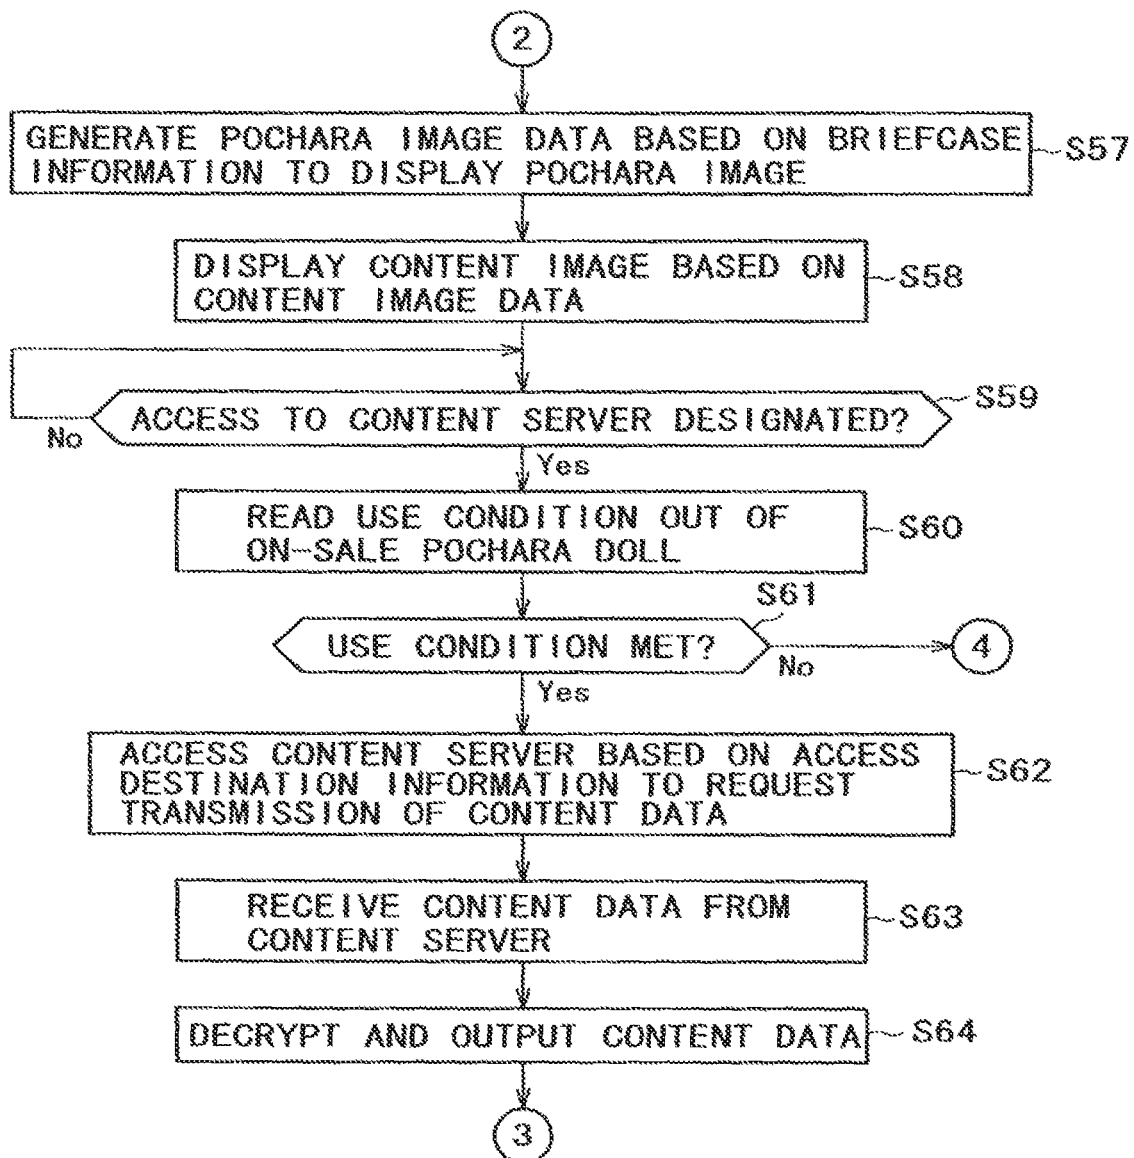 2
GENERATE POCHARA IMAGE DATA BASED ON BRIEFCASE
INFORMATION TO DISPLAY POCHARA IMAGE
S57
DISPLAY CONTENT IMAGE BASED ON
CONTENT IMAGE DATA
S58
ACCESS TO CONTENT SERVER DESIGNATED?
S59
No
Yes
READ USE CONDITION OUT OF
ON-SALE POCHARA DOLL
S60
S61
USE CONDITION MET?
No
4
Yes
ACCESS CONTENT SERVER BASED ON ACCESS
DESTINATION INFORMATION TO REQUEST
TRANSMISSION OF CONTENT DATA
S62
RECEIVE CONTENT DATA FROM
CONTENT SERVER
S63
DECRYPT AND OUTPUT CONTENT DATA
S64
3